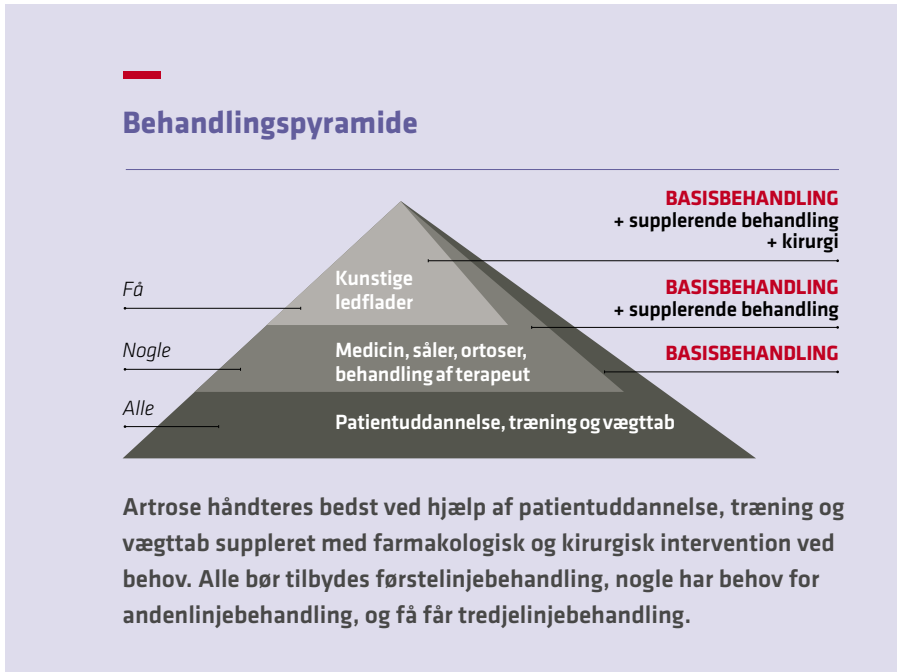 Behandlingspyramide
BASISBEHANDLING
+ supplerende behandling
+ kirurgi
Få
Kunstige
ledflader
BASISBEHANDLING
+ supplerende behandling
Nogle
Medicin, såler, ortoser,
behandling af terapeut
BASISBEHANDLING
Alle
Patientuddannelse, træning og vægttab
Artrose håndteres bedst ved hjælp af patientuddannelse, træning og
vægttab suppleret med farmakologisk og kirurgisk intervention ved
behov. Alle bør tilbydes førstelinjebehandling, nogle har behov for
andenlinjebehandling, og få får tredjelinjebehandling.